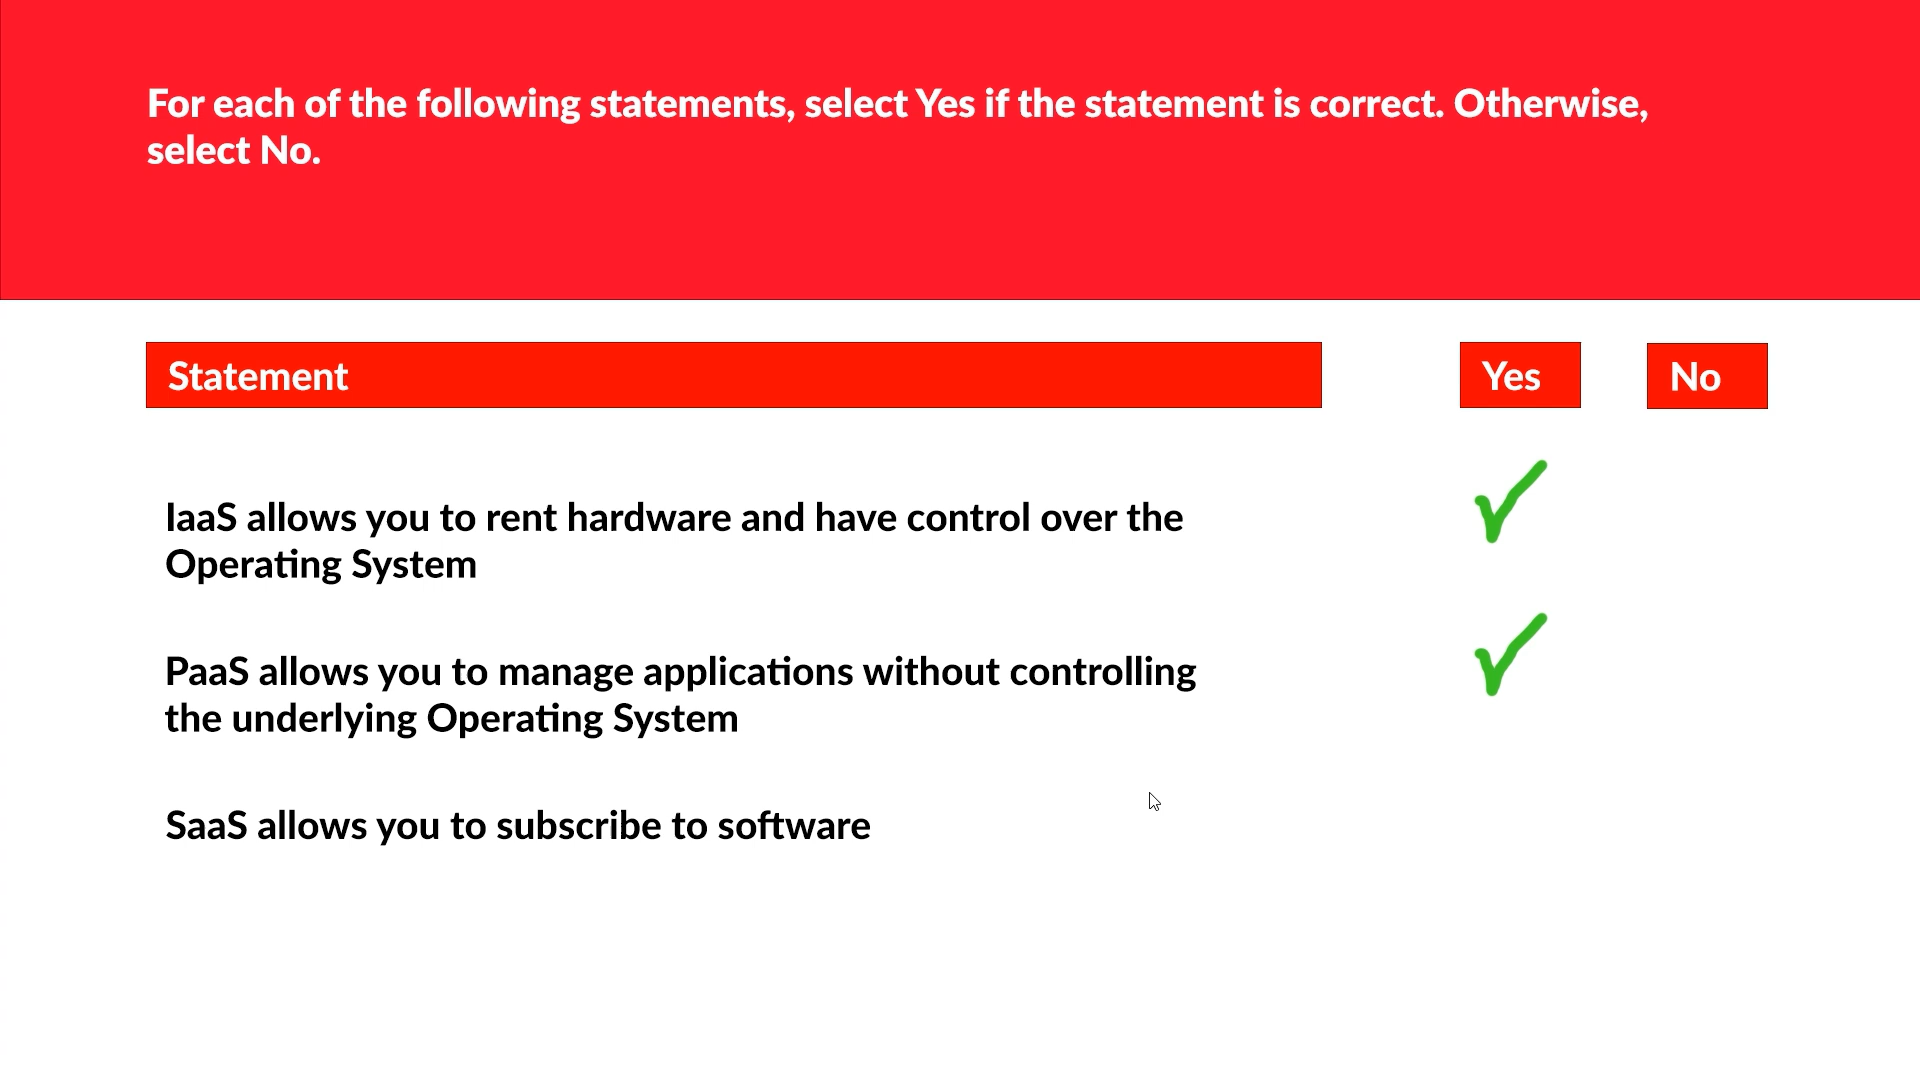 For each of the following statements, select Yes if the statement is correct. Otherwise,
select No.
Statement Yes No
IaaS allows you to rent hardware and have control over the
Operating System
PaaS allows you to manage applications without controlling
the underlying Operating System
SaaS allows you to subscribe to software